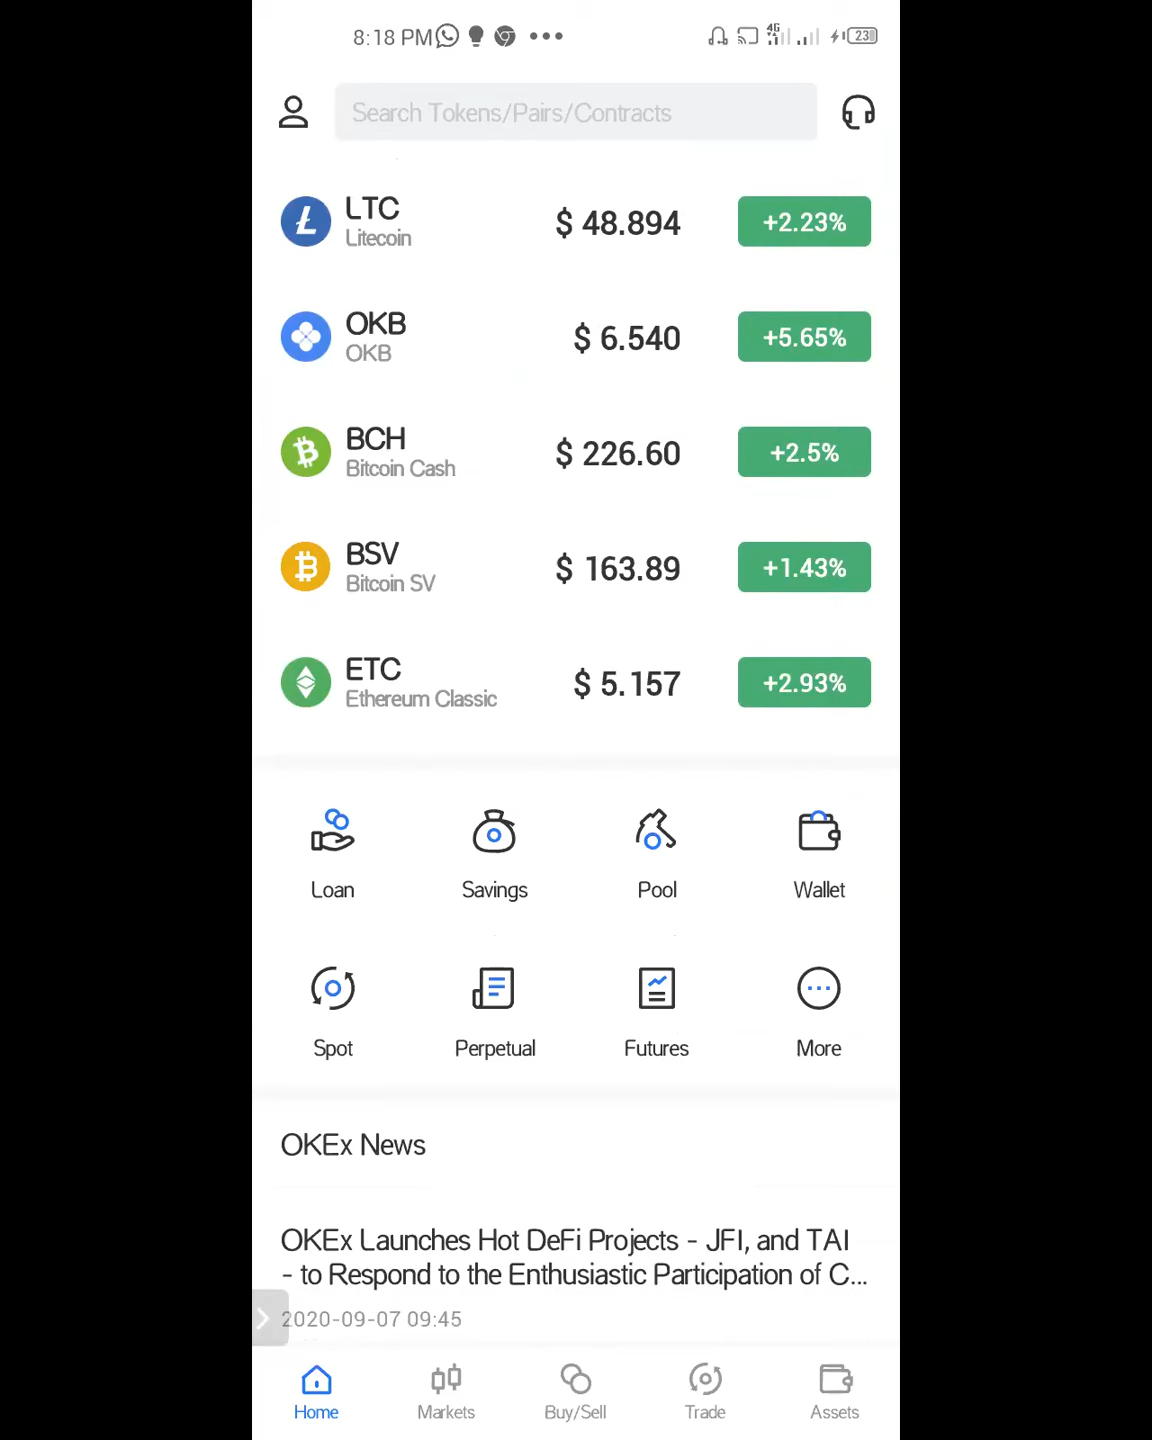 8:18 PM
4G
23
Search Tokens/Pairs/Contracts
LTC
Litecoin
$ 48.894
+2.23%
OKB
OKB
$ 6.540
+5.65%
BCH
Bitcoin Cash
$ 226.60
+2.5%
BSV
Bitcoin SV
$ 163.89
+1.43%
ETC
Ethereum Classic
$ 5.157
+2.93%
Loan
Savings
Pool
Wallet
Spot
Perpetual
Futures
More
OKEx News
OKEx Launches Hot DeFi Projects - JFI, and TAI
- to Respond to the Enthusiastic Participation of C...
2020-09-07 09:45
Home
Markets
Buy/Sell
Trade
Assets